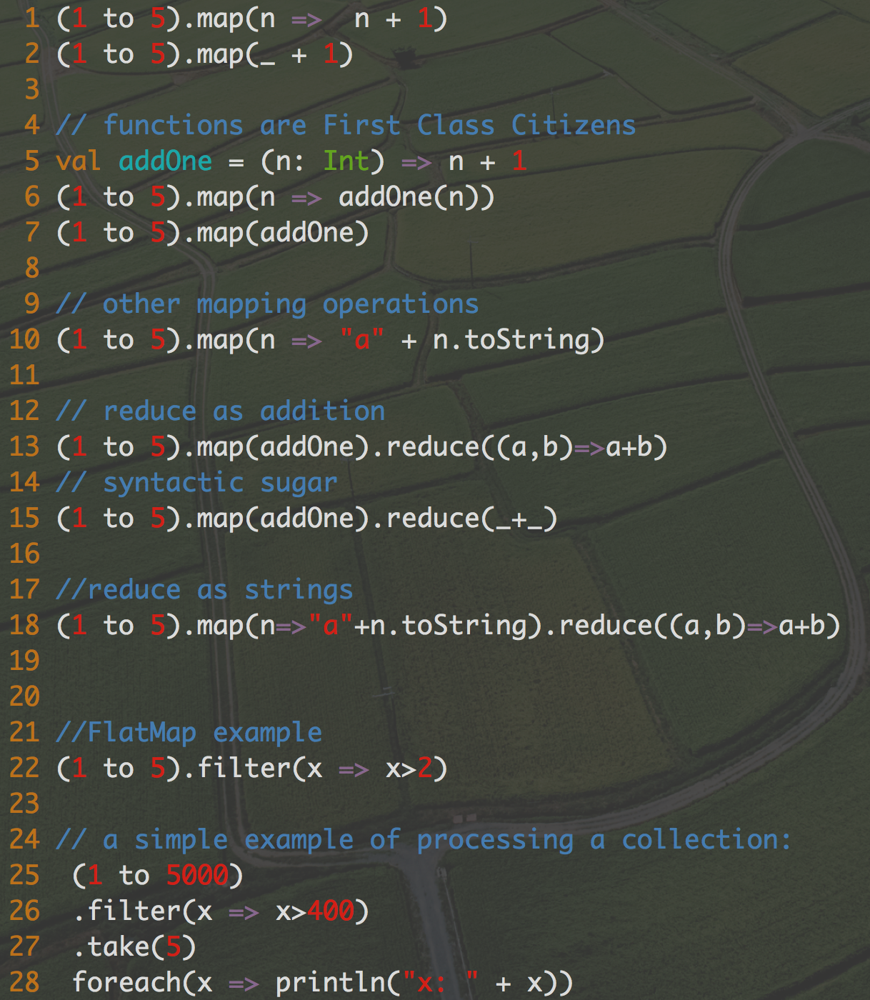 1 (1 to 5).map(n =>  n + 1)
2 (1 to 5).map(_ + 1)
3
4 // functions are First Class Citizens
5 val addOne = (n: Int) => n + 1
6 (1 to 5).map(n => addOne(n))
7 (1 to 5).map(addOne)
8
9 // other mapping operations
10 (1 to 5).map(n => "a" + n.toString)
11
12 // reduce as addition
13 (1 to 5).map(addOne).reduce((a,b)=>a+b)
14 // syntactic sugar
15 (1 to 5).map(addOne).reduce(_+_)
16
17 //reduce as strings
18 (1 to 5).map(n=>"a"+n.toString).reduce((a,b)=>a+b)
19
20
21 //FlatMap example
22 (1 to 5).filter(x => x>2)
23
24 // a simple example of processing a collection:
25  (1 to 5000)
26  .filter(x => x>400)
27  .take(5)
28  foreach(x => println("x: " + x))